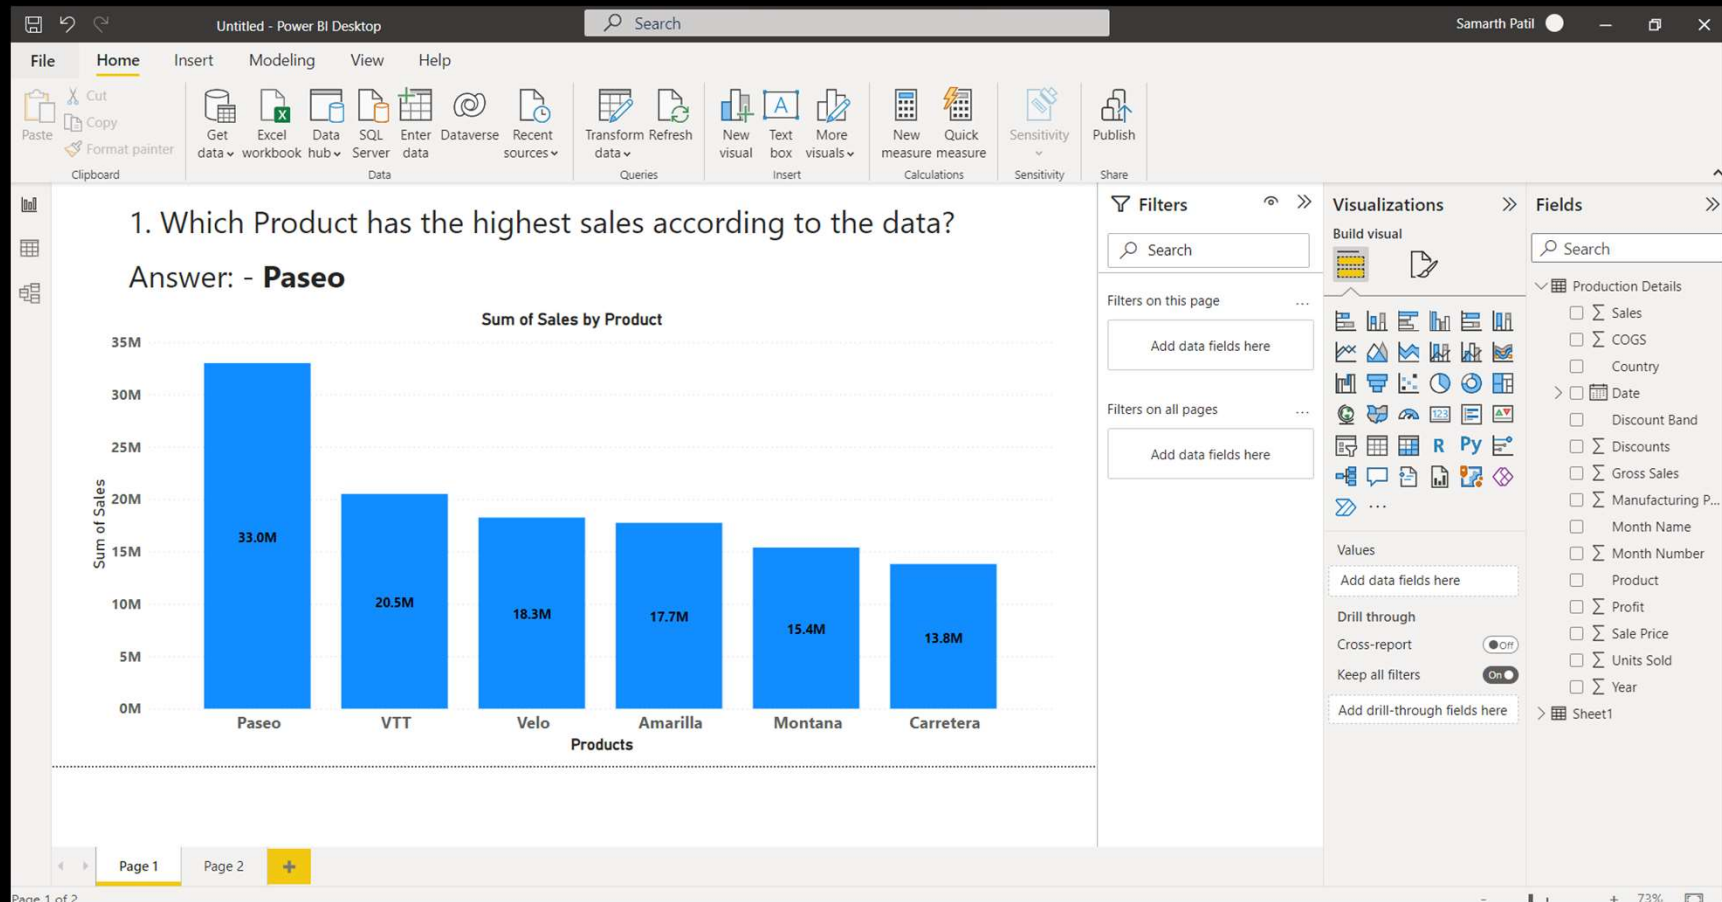 Untitled - Power BI Desktop
Search
Samarth Patil
File Home Insert Modeling View Help
Paste
Cut
Copy
Format painter
Clipboard
Get data
Excel workbook
Data hub
SQL Server
Enter data
Dataverse
Recent sources
Data
Transform data
Refresh
Queries
New visual
Text box
More visuals
Insert
New measure
Quick measure
Calculations
Sensitivity
Sensitivity
Publish
Share
1. Which Product has the highest sales according to the data?
Answer: - Paseo
Sum of Sales by Product
Sum of Sales
35M
30M
25M
20M
15M
10M
5M
0M
33.0M
20.5M
18.3M
17.7M
15.4M
13.8M
Paseo VTT Velo Amarilla Montana Carretera
Products
Filters
Search
Filters on this page ...
Add data fields here
Filters on all pages ...
Add data fields here
Visualizations
Build visual
123
R Py
...
Values
Add data fields here
Drill through
Cross-report Off
Keep all filters On
Add drill-through fields here
Fields
Search
Production Details
Σ Sales
Σ COGS
Country
Date
Discount Band
Σ Discounts
Σ Gross Sales
Σ Manufacturing P...
Month Name
Σ Month Number
Product
Σ Profit
Σ Sale Price
Σ Units Sold
Σ Year
Sheet1
Page 1 Page 2 +
Page 1 of 2
- + 73%